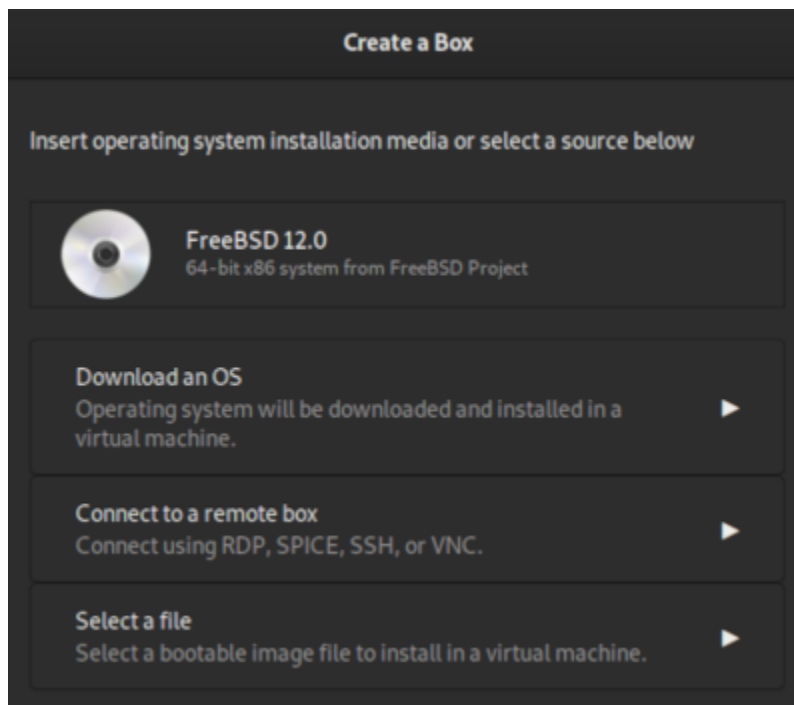 Create a Box
Insert operating system installation media or select a source below
FreeBSD 12.0
64-bit x86 system from FreeBSD Project
Download an OS
Operating system will be downloaded and installed in a
virtual machine.
Connect to a remote box
Connect using RDP, SPICE, SSH, or VNC.
Select a file
Select a bootable image file to install in a virtual machine.